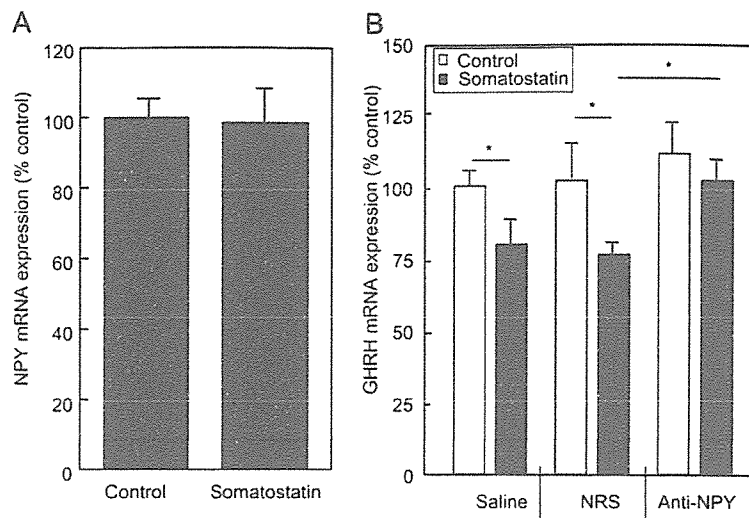 A
NPY mRNA expression (% control)
120
100
80
60
40
20
0
Control
Somatostatin
B
GHRH mRNA expression (% control)
150
125
100
75
50
25
0
Control
Somatostatin
*
*
*
Saline
NRS
Anti-NPY